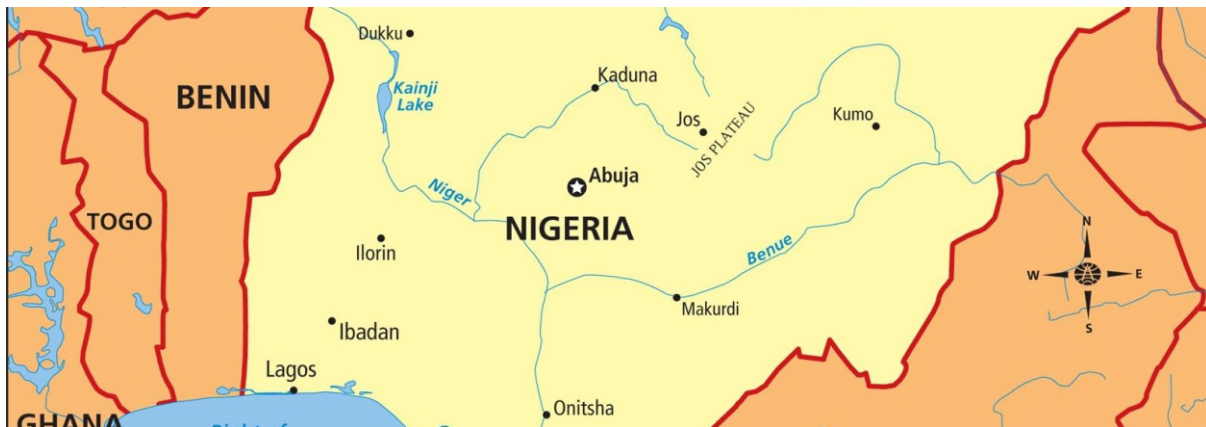 Dukku
Kainji
Lake
Kaduna
BENIN
Jos
JOS PLATEAU
Kumo
Abuja
Niger
TOGO
NIGERIA
Ilorin
Benue
N
W
E
S
Makurdi
Ibadan
Lagos
Onitsha
GHANA